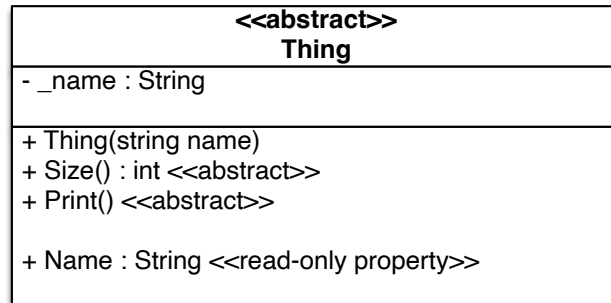 <<abstract>>
Thing
- _name : String
+ Thing(string name)
+ Size() : int <<abstract>>
+ Print() <<abstract>>
+ Name : String <<read-only property>>